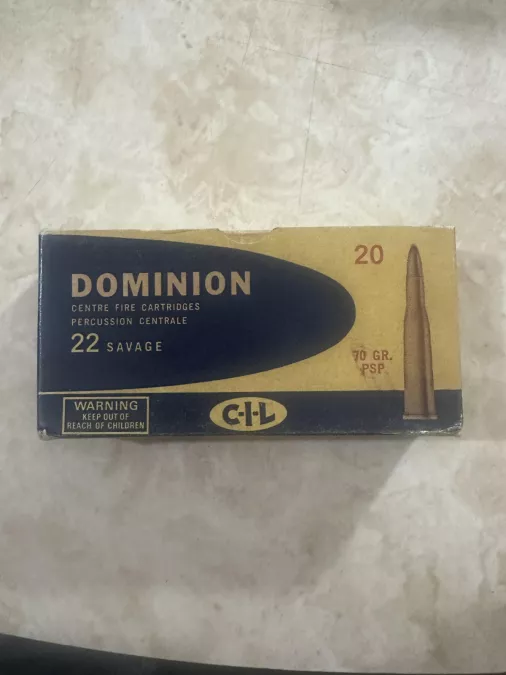 DOMINION
CENTRE FIRE CARTRIDGES
PERCUSSION CENTRALE
22 SAVAGE
20
70 GR.
PSP
WARNING
KEEP OUT OF
REACH OF CHILDREN
C-I-L